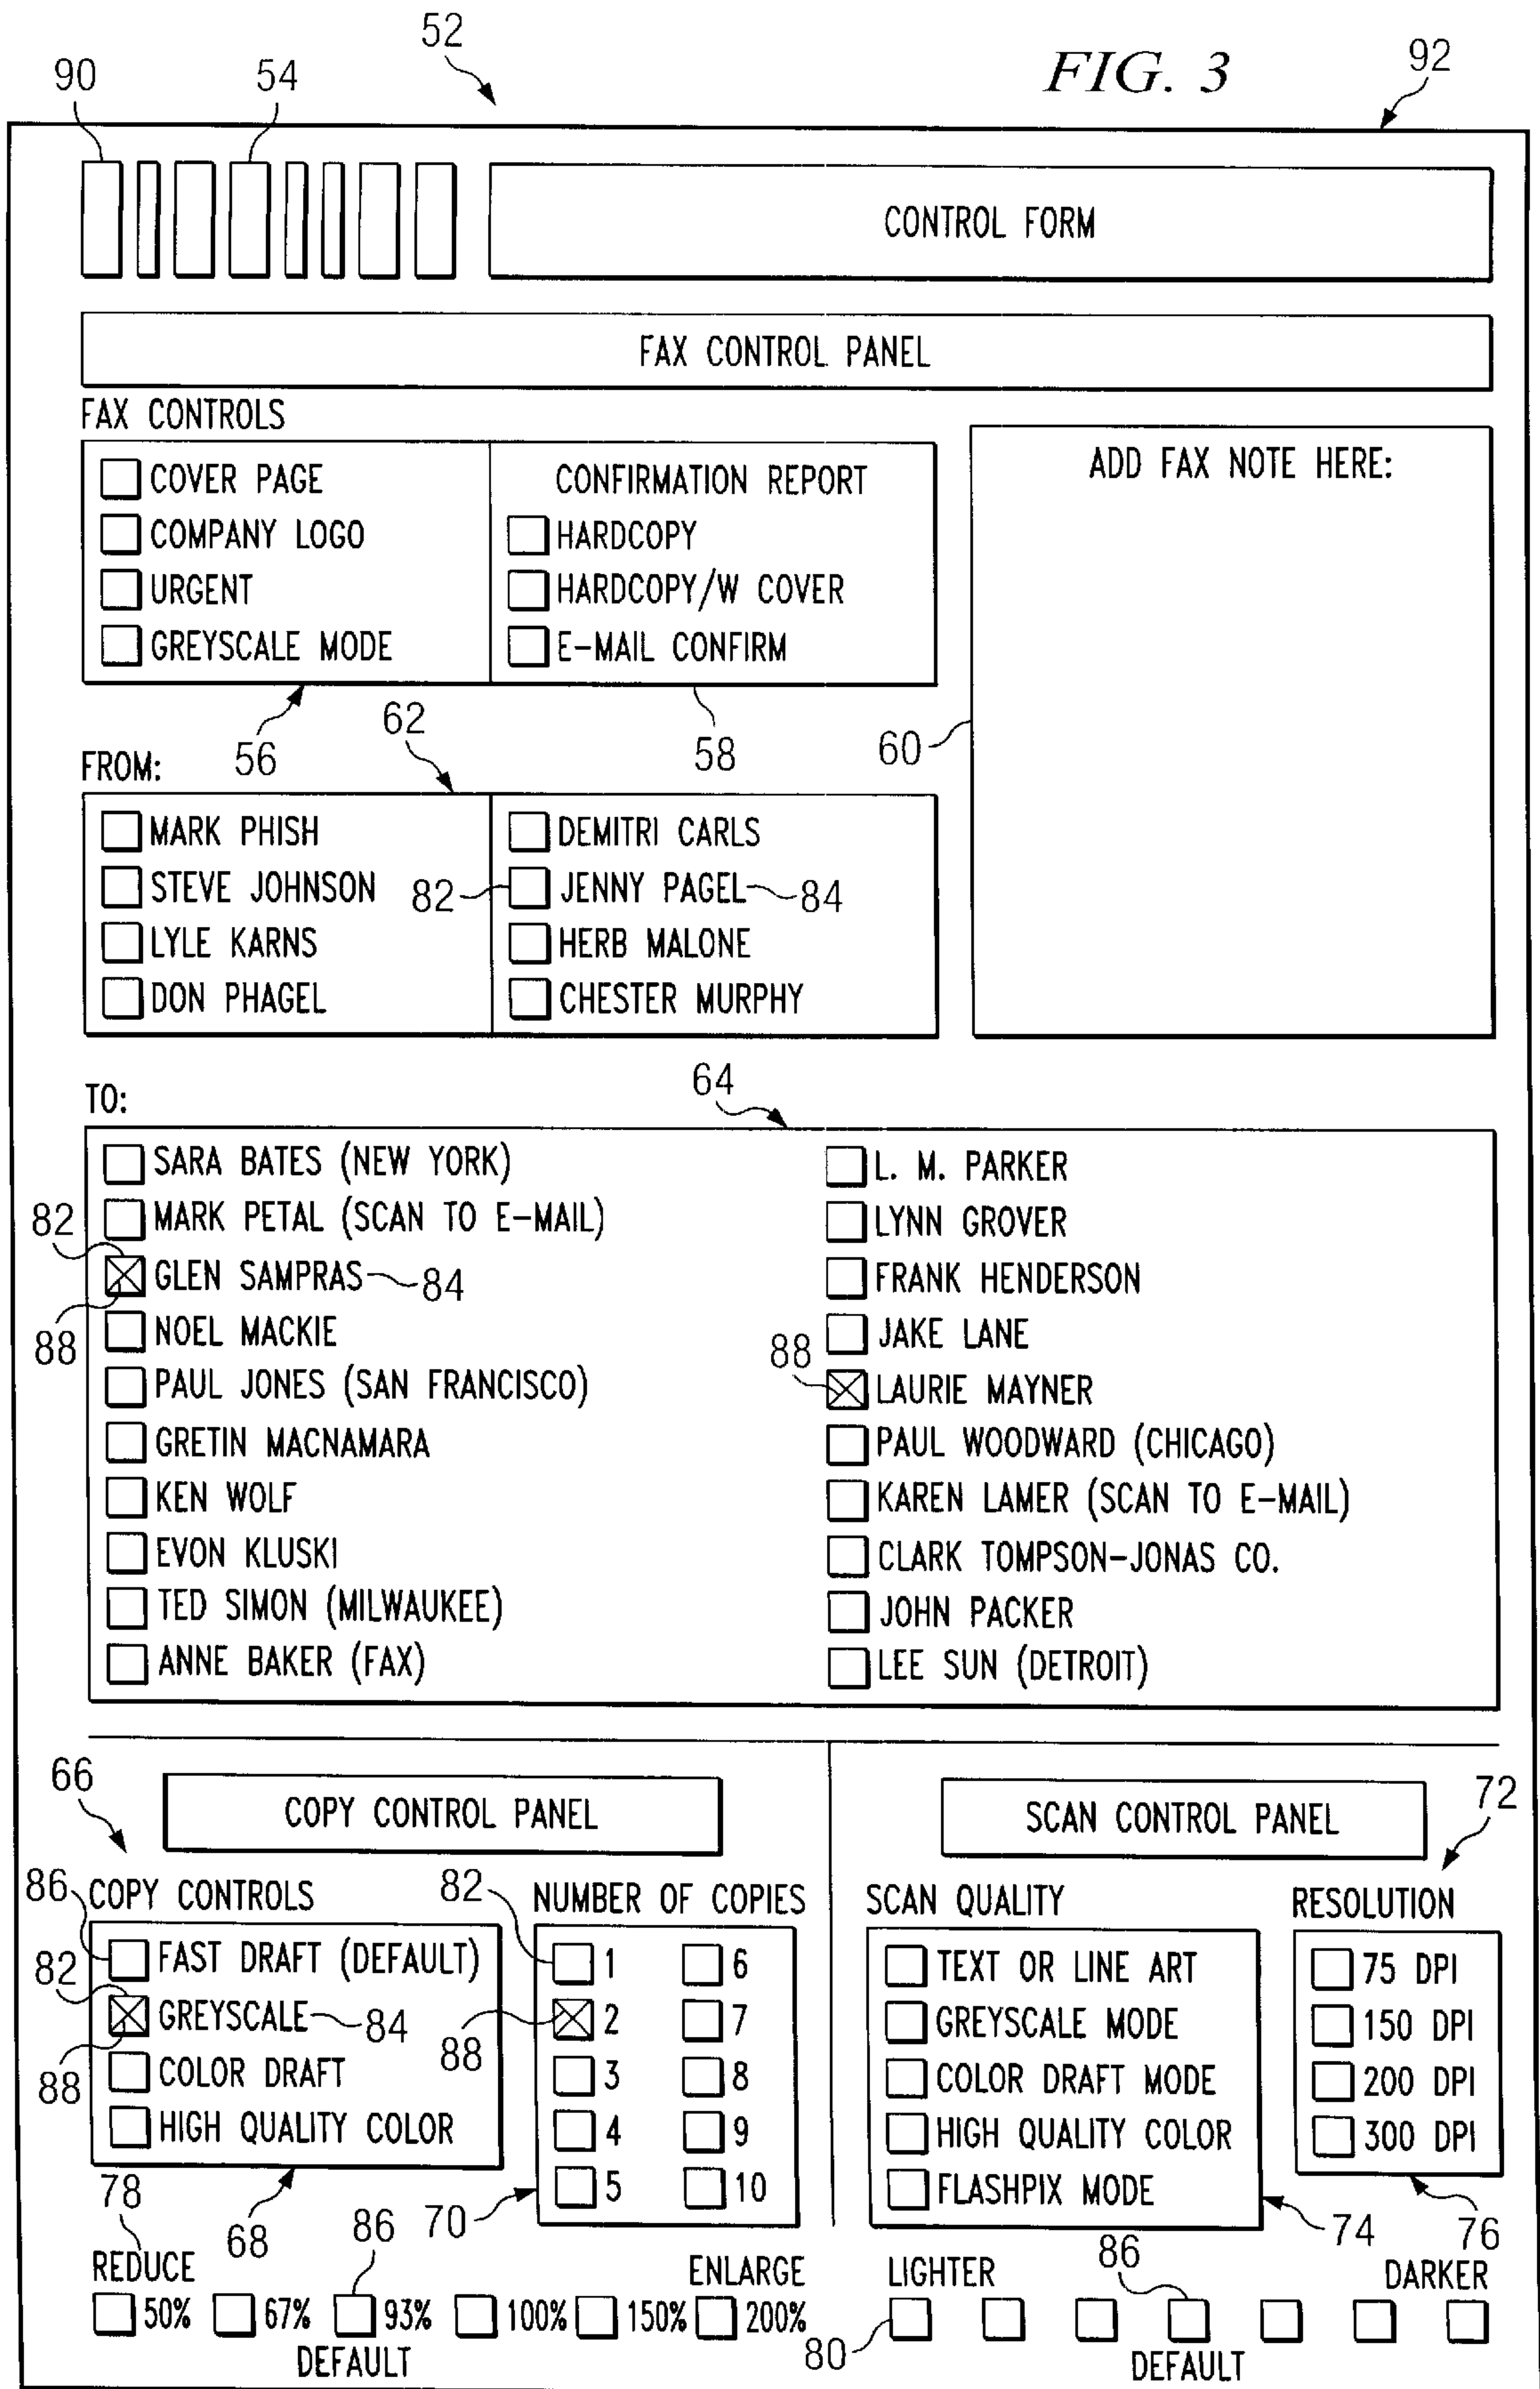 FIG. 3
52
92
90
54
CONTROL FORM
FAX CONTROL PANEL
FAX CONTROLS
COVER PAGE
COMPANY LOGO
URGENT
GREYSCALE MODE
56
CONFIRMATION REPORT
HARDCOPY
HARDCOPY/W COVER
E-MAIL CONFIRM
58
ADD FAX NOTE HERE:
60
FROM:
62
MARK PHISH
STEVE JOHNSON
LYLE KARNS
DON PHAGEL
DEMITRI CARLS
82 JENNY PAGEL 84
HERB MALONE
CHESTER MURPHY
TO:
64
SARA BATES (NEW YORK)
MARK PETAL (SCAN TO E-MAIL)
82
GLEN SAMPRAS 84
88
NOEL MACKIE
PAUL JONES (SAN FRANCISCO)
GRETIN MACNAMARA
KEN WOLF
EVON KLUSKI
TED SIMON (MILWAUKEE)
ANNE BAKER (FAX)
L. M. PARKER
LYNN GROVER
FRANK HENDERSON
JAKE LANE
88
LAURIE MAYNER
PAUL WOODWARD (CHICAGO)
KAREN LAMER (SCAN TO E-MAIL)
CLARK TOMPSON-JONAS CO.
JOHN PACKER
LEE SUN (DETROIT)
66
COPY CONTROL PANEL
86 COPY CONTROLS
FAST DRAFT (DEFAULT)
82
GREYSCALE 84
88
COLOR DRAFT
HIGH QUALITY COLOR
68
82 NUMBER OF COPIES
1 6
2 7
88
3 8
4 9
5 10
70
78
REDUCE
ENLARGE
86
50% 67% 93% 100% 150% 200%
DEFAULT
SCAN CONTROL PANEL
72
SCAN QUALITY
TEXT OR LINE ART
GREYSCALE MODE
COLOR DRAFT MODE
HIGH QUALITY COLOR
FLASHPIX MODE
74
RESOLUTION
75 DPI
150 DPI
200 DPI
300 DPI
76
LIGHTER
86
DARKER
80
DEFAULT